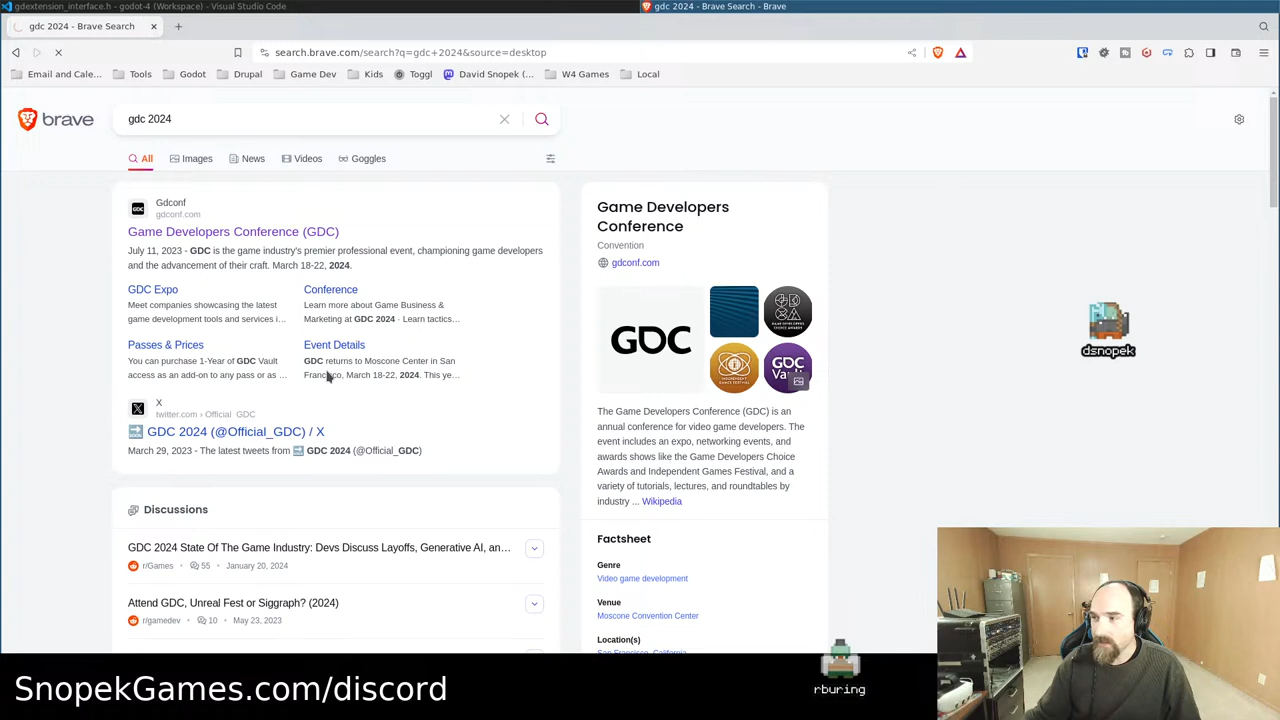 gdextension_interface.h - godot-4 (Workspace) - Visual Studio Code
gdc 2024 - Brave Search - Brave
gdc 2024 - Brave Search
search.brave.com/search?q=gdc+2024&source=desktop
Email and Cale... Tools Godot Drupal Game Dev Kids Toggl David Snopek (... W4 Games Local
brave
gdc 2024
All Images News Videos Goggles
Gdconf
gdconf.com
Game Developers Conference (GDC)
July 11, 2023 - GDC is the game industry's premier professional event, championing game developers
and the advancement of their craft. March 18-22, 2024.
GDC Expo
Meet companies showcasing the latest
game development tools and services i...
Conference
Learn more about Game Business &
Marketing at GDC 2024 · Learn tactics...
Passes & Prices
You can purchase 1-Year of GDC Vault
access as an add-on to any pass or as ...
Event Details
GDC returns to Moscone Center in San
Francisco, March 18-22, 2024. This ye...
X
twitter.com › Official_GDC
➡️ GDC 2024 (@Official_GDC) / X
March 29, 2023 - The latest tweets from ➡️ GDC 2024 (@Official_GDC)
Discussions
GDC 2024 State Of The Game Industry: Devs Discuss Layoffs, Generative AI, an...
r/Games • 55 • January 20, 2024
Attend GDC, Unreal Fest or Siggraph? (2024)
r/gamedev • 10 • May 23, 2023
Game Developers
Conference
Convention
gdconf.com
GDC
GDC
Vault
The Game Developers Conference (GDC) is an
annual conference for video game developers. The
event includes an expo, networking events, and
awards shows like the Game Developers Choice
Awards and Independent Games Festival, and a
variety of tutorials, lectures, and roundtables by
industry ... Wikipedia
Factsheet
Genre
Video game development
Venue
Moscone Convention Center
Location(s)
San Francisco, California
dsnopek
rburing
SnopekGames.com/discord